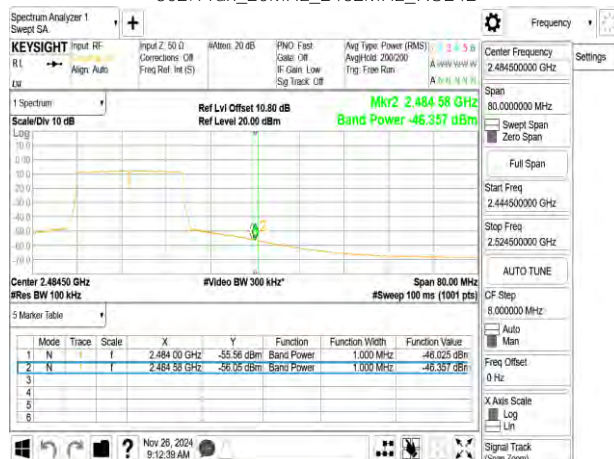 Spectrum Analyzer 1
Swept SA
+
Frequency
Settings
KEYSIGHT Input: RF
Input Z: 50 Ω
#Atten: 20 dB
PNO: Fast
Avg Type: Power (RMS)
Corrections: Off
Gate: Off
Avg|Hold: 200/200
RL
Align: Auto
Freq Ref: Int (S)
IF Gain: Low
Trig: Free Run
Sig Track: Off
1 Spectrum
Ref Lvl Offset 10.80 dB
Mkr2 2.484 58 GHz
Scale/Div 10 dB
Ref Level 20.00 dBm
Band Power -46.357 dBm
Log
10.0
0.00
Center 2.48450 GHz
#Video BW 300 kHz*
Span 80.00 MHz
#Res BW 100 kHz
#Sweep 100 ms (1001 pts)
5 Marker Table
Mode Trace Scale X Y Function Function Width Function Value
1 N 1 f 2.484 00 GHz -55.56 dBm Band Power 1.000 MHz -46.025 dBm
2 N 1 f 2.484 58 GHz -56.05 dBm Band Power 1.000 MHz -46.357 dBm
3
4
5
6
Nov 26, 2024
9:12:39 AM
?
Center Frequency
2.484500000 GHz
Span
80.0000000 MHz
Swept Span
Zero Span
Full Span
Start Freq
2.444500000 GHz
Stop Freq
2.524500000 GHz
AUTO TUNE
CF Step
8.000000 MHz
Auto
Man
Freq Offset
0 Hz
X Axis Scale
Log
Lin
Signal Track
(Span Zoom)